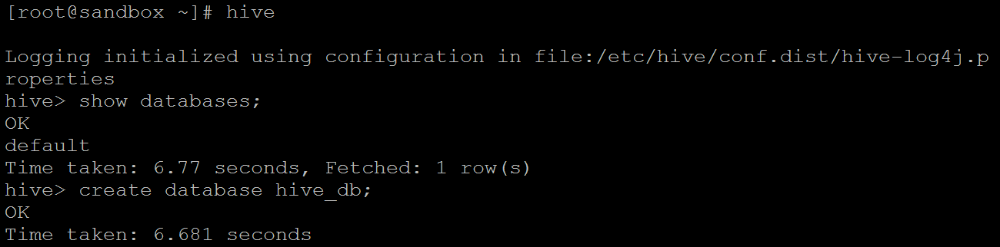 [root@sandbox ~]# hive
Logging initialized using configuration in file:/etc/hive/conf.dist/hive-log4j.p
roperties
hive> show databases;
OK
default
Time taken: 6.77 seconds, Fetched: 1 row(s)
hive> create database hive_db;
OK
Time taken: 6.681 seconds